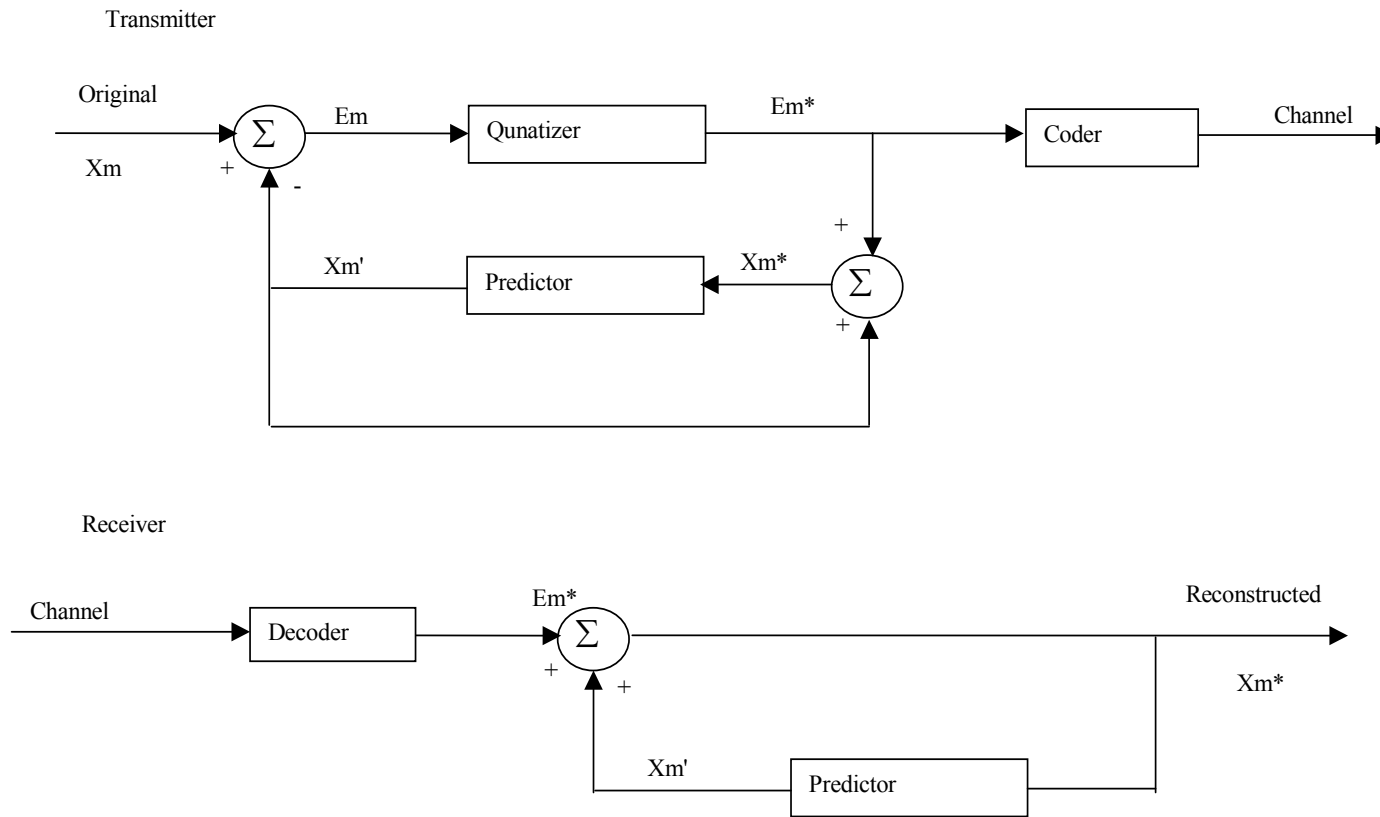 Transmitter
Original
Em
Em*
Channel
Σ
Qunatizer
Coder
Xm
+
-
+
Xm'
Predictor
Xm*
Σ
+
Receiver
Channel
Em*
Reconstructed
Decoder
Σ
+
+
Xm*
Xm'
Predictor